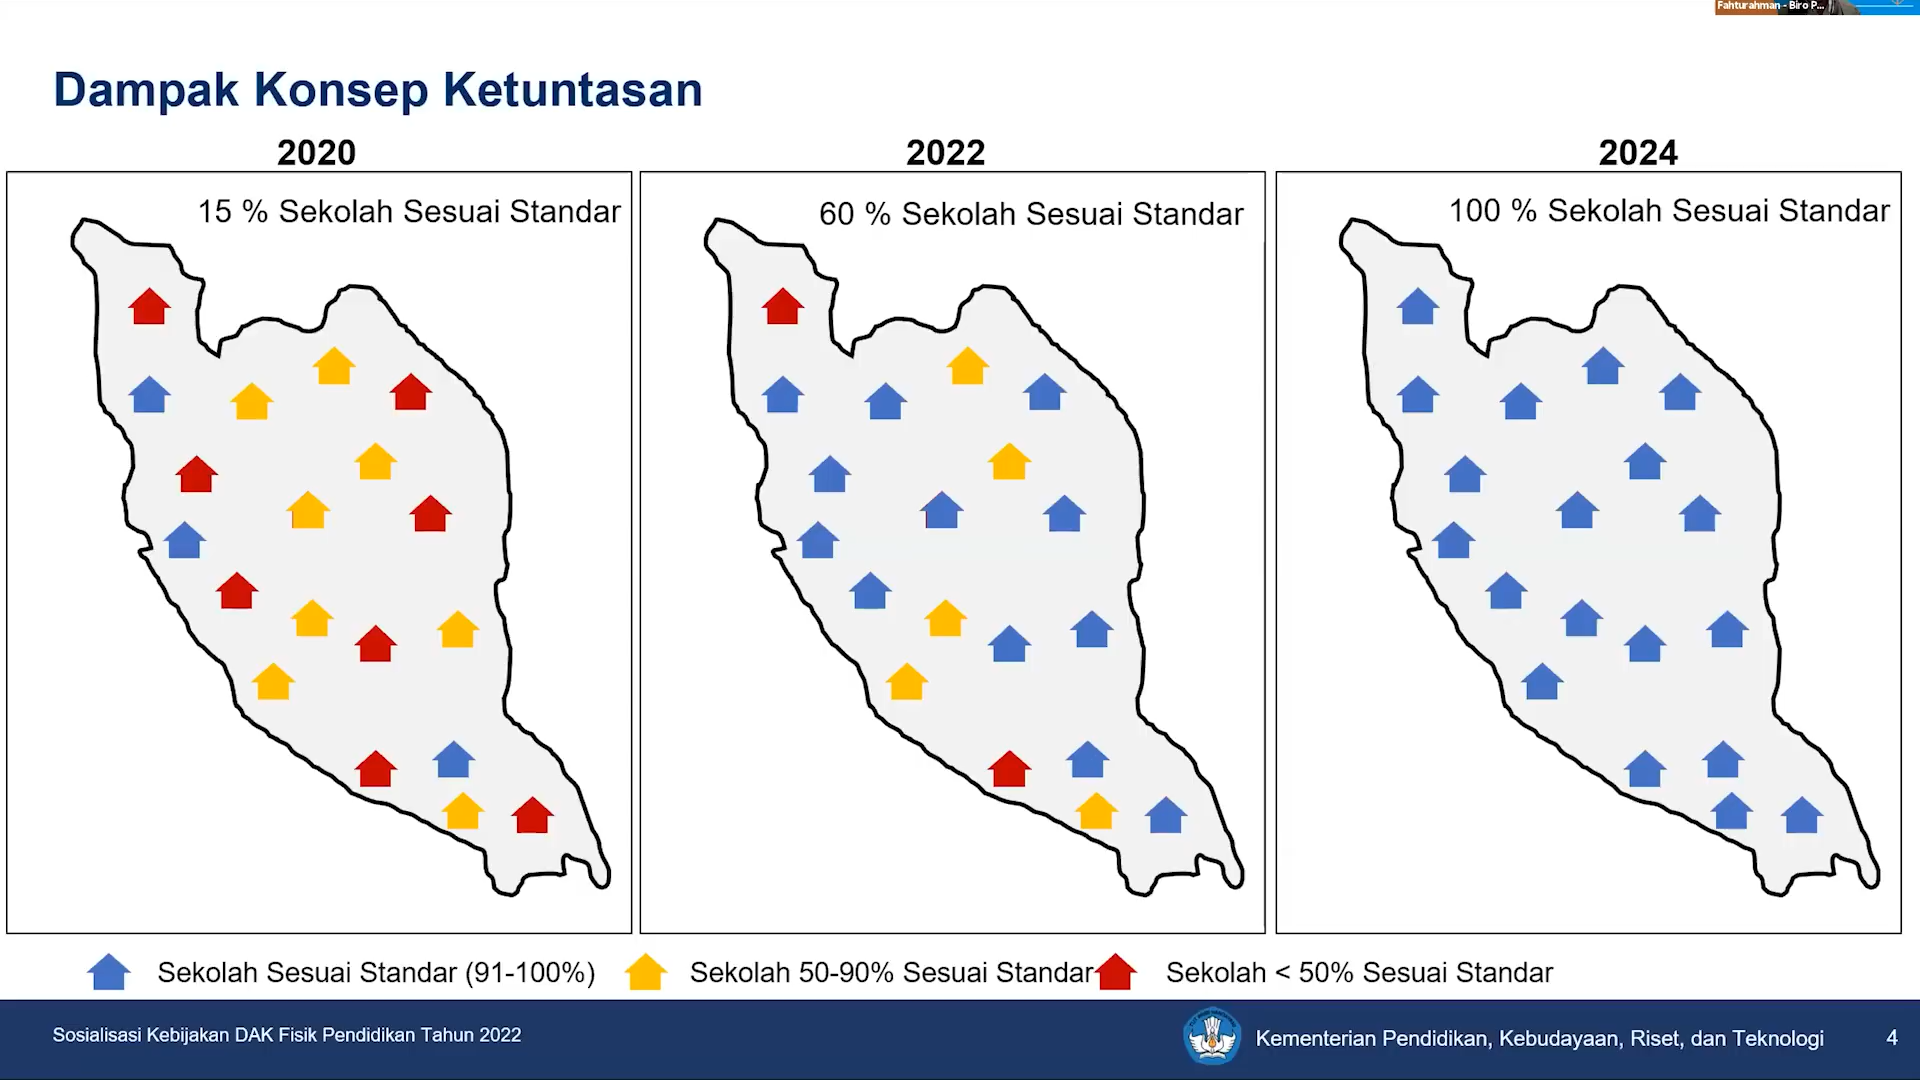 Fahturahman - Biro P...
Dampak Konsep Ketuntasan
2020
2022
2024
15 % Sekolah Sesuai Standar
60 % Sekolah Sesuai Standar
100 % Sekolah Sesuai Standar
Sekolah Sesuai Standar (91-100%)
Sekolah 50-90% Sesuai Standar
Sekolah < 50% Sesuai Standar
Sosialisasi Kebijakan DAK Fisik Pendidikan Tahun 2022
Kementerian Pendidikan, Kebudayaan, Riset, dan Teknologi
4